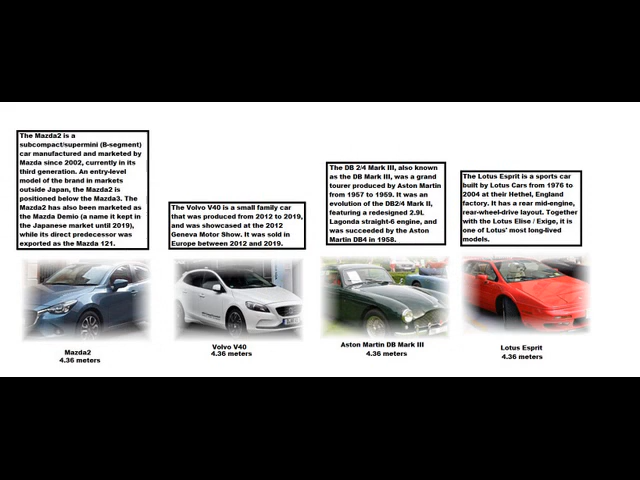 The Mazda2 is a
subcompact/supermini (B-segment)
car manufactured and marketed by
Mazda since 2002, currently in its
third generation. An entry-level
model of the brand in markets
outside Japan, the Mazda2 is
positioned below the Mazda3. The
Mazda2 has also been marketed as
the Mazda Demio (a name it kept in
the Japanese market until 2019),
while its direct predecessor was
exported as the Mazda 121.
The Volvo V40 is a small family car
that was produced from 2012 to 2019,
and was showcased at the 2012
Geneva Motor Show. It was sold in
Europe between 2012 and 2019.
The DB 2/4 Mark III, also known
as the DB Mark III, was a grand
tourer produced by Aston Martin
from 1957 to 1959. It was an
evolution of the DB2/4 Mark II,
featuring a redesigned 2.9L
Lagonda straight-6 engine, and
was succeeded by the Aston
Martin DB4 in 1958.
The Lotus Esprit is a sports car
built by Lotus Cars from 1976 to
2004 at their Hethel, England
factory. It has a rear mid-engine,
rear-wheel-drive layout. Together
with the Lotus Elise / Exige, it is
one of Lotus' most long-lived
models.
Mazda2
4.36 meters
Volvo V40
4.36 meters
Aston Martin DB Mark III
4.36 meters
Lotus Esprit
4.36 meters